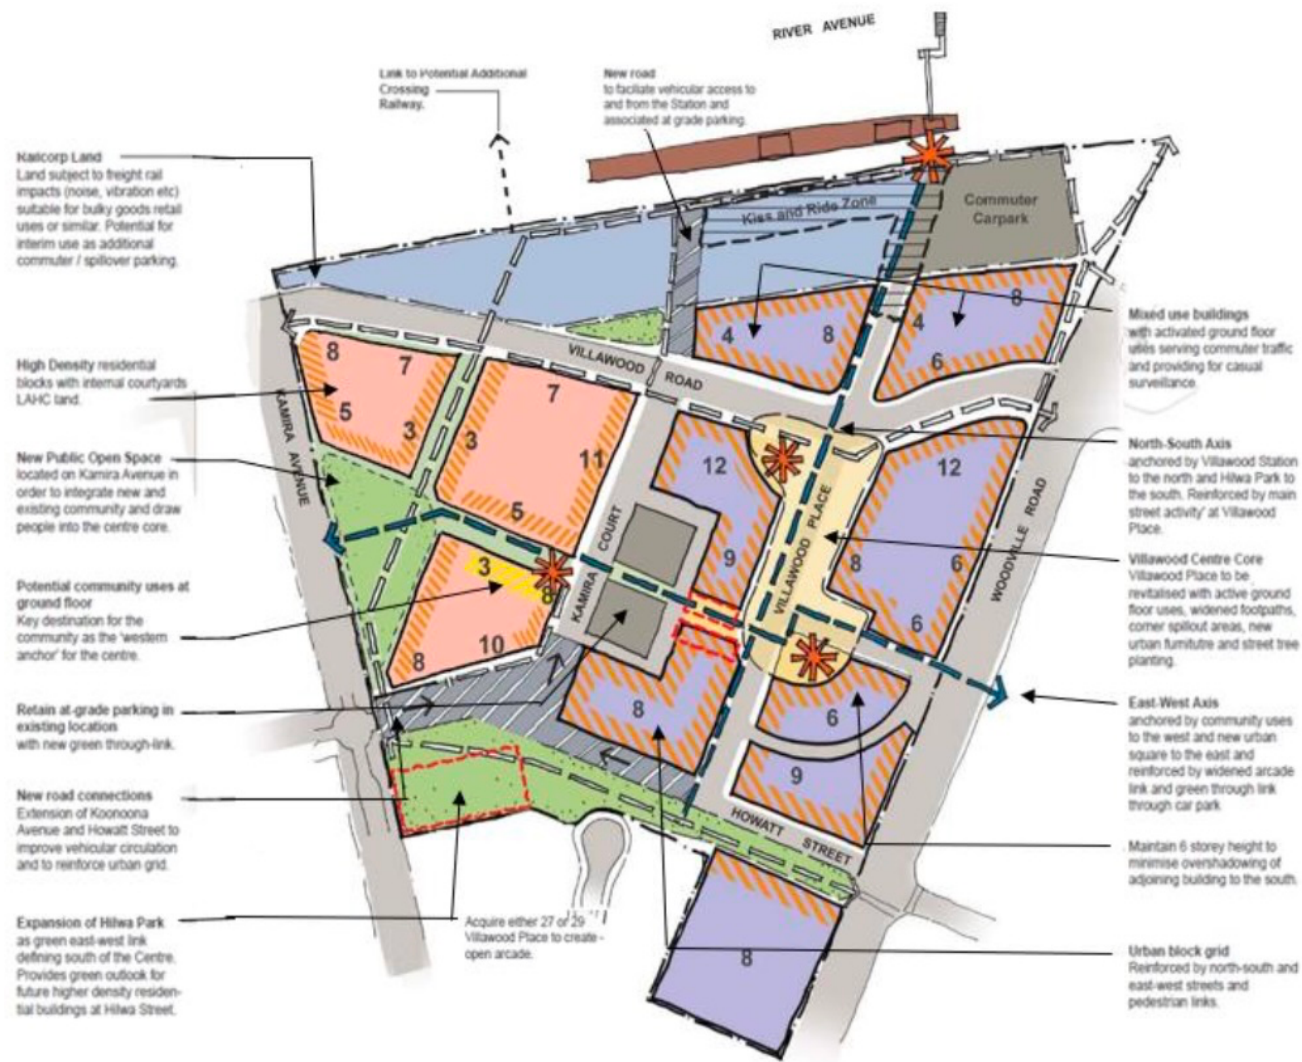 RIVER AVENUE
Link to Potential Additional
Crossing
Railway.
New road
to faciliate vehicular access to
and from the Station and
associated at grade parking.
Railcorp Land
Land subject to freight rail
impacts (noise, vibration etc)
suitable for bulky goods retail
uses or similar. Potential for
interim use as additional
commuter / spillover parking.
High Density residential
blocks with internal courtyards
LAHC land.
New Public Open Space
located on Kamira Avenue in
order to integrate new and
existing community and draw
people into the centre core.
Potential community uses at
ground floor
Key destination for the
community as the 'western
anchor' for the centre.
Retain at-grade parking in
existing location
with new green through-link.
New road connections
Extension of Koonoona
Avenue and Howatt Street to
improve vehicular circulation
and to reinforce urban grid.
Expansion of Hilwa Park
as green east-west link
defining south of the Centre.
Provides green outlook for
future higher density residen-
tial buildings at Hilwa Street.
Kiss and Ride Zone
Commuter
Carpark
4
8
4
8
6
VILLAWOOD ROAD
8
7
5
3
7
3
11
5
KAMIRA AVENUE
KAMIRA COURT
12
9
VILLAWOOD PLACE
12
8
6
6
WOODVILLE ROAD
3
8
10
8
8
6
9
HOWATT STREET
8
Acquire either 27 or 29
Villawood Place to create -
open arcade.
Mixed use buildings
with activated ground floor
uses serving commuter traffic
and providing for casual
surveillance.
North-South Axis
anchored by Villawood Station
to the north and Hilwa Park to
the south. Reinforced by main
street activity' at Villawood
Place.
Villawood Centre Core
Villawood Place to be
revitalised with active ground
floor uses, widened footpaths,
corner spillout areas, new
urban furnitutre and street tree
planting.
East-West Axis
anchored by community uses
to the west and new urban
square to the east and
reinforced by widened arcade
link and green through link
through car park
Maintain 6 storey height to
minimise overshadowing of
adjoining building to the south.
Urban block grid
Reinforced by north-south and
east-west streets and
pedestrian links.